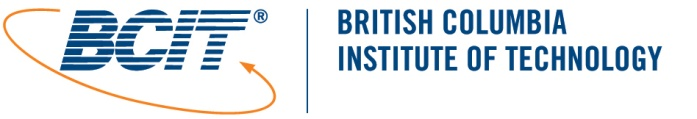 BCIT®
BRITISH COLUMBIA
INSTITUTE OF TECHNOLOGY